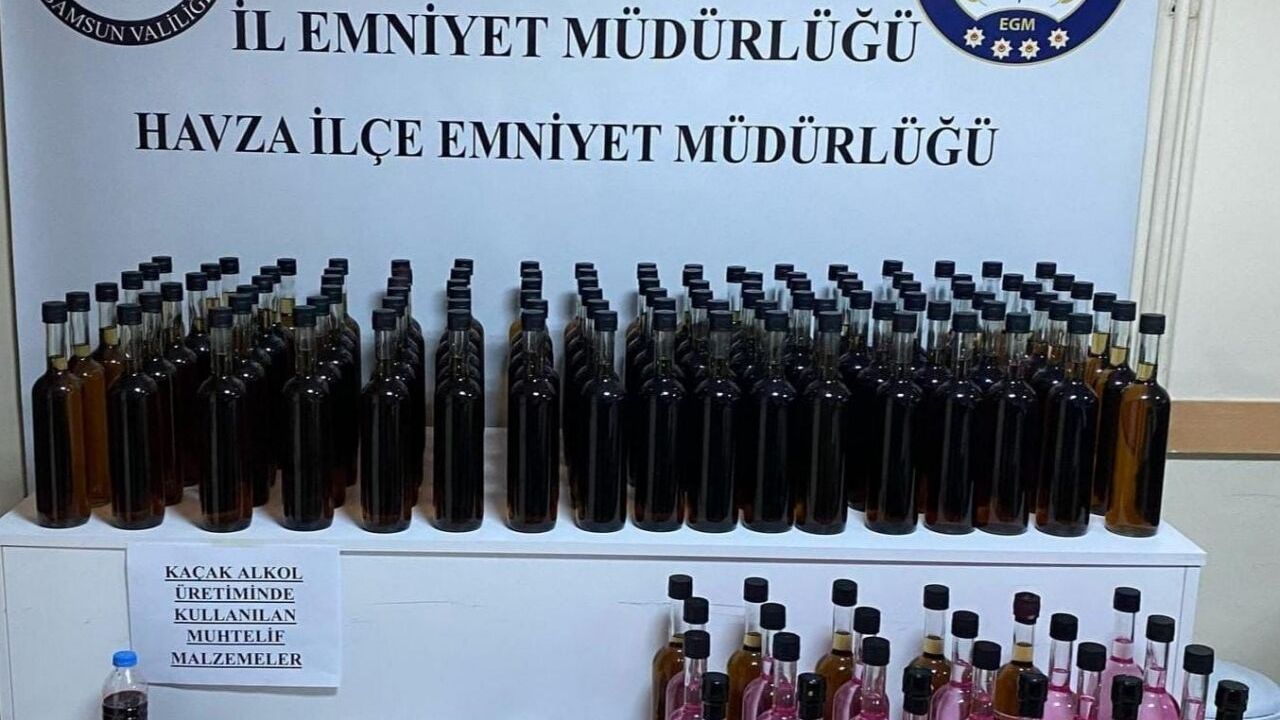 SAMSUN VALİLİĞİ
EGM
İL EMNİYET MÜDÜRLÜĞÜ
HAVZA İLÇE EMNİYET MÜDÜRLÜĞÜ
KAÇAK ALKOL
ÜRETİMİNDE
KULLANILAN
MUHTELİF
MALZEMELER